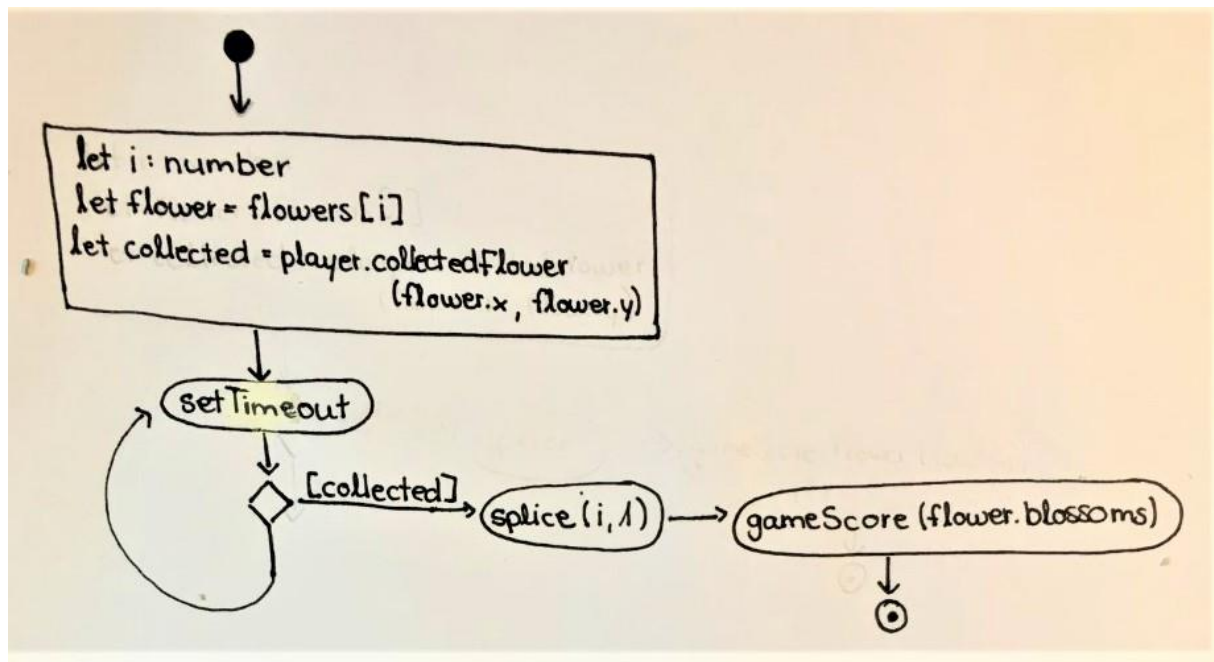 let i : number
let flower = flowers [i]
let collected = player.collectedFlower
(flower.x, flower.y)
setTimeout
[collected]
splice (i, 1)
gameScore (flower.blossoms)